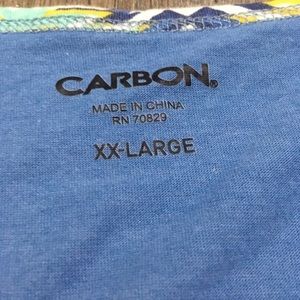 CARBON®
MADE IN CHINA
RN 70829
XX-LARGE